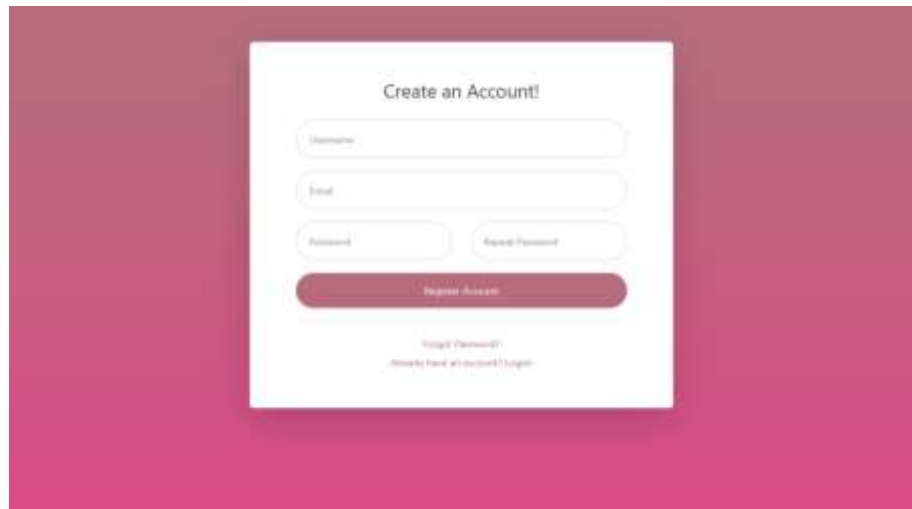 Create an Account!
Username
Email
Password
Repeat Password
Register Account
Forgot Password?
Already have an account? Login!